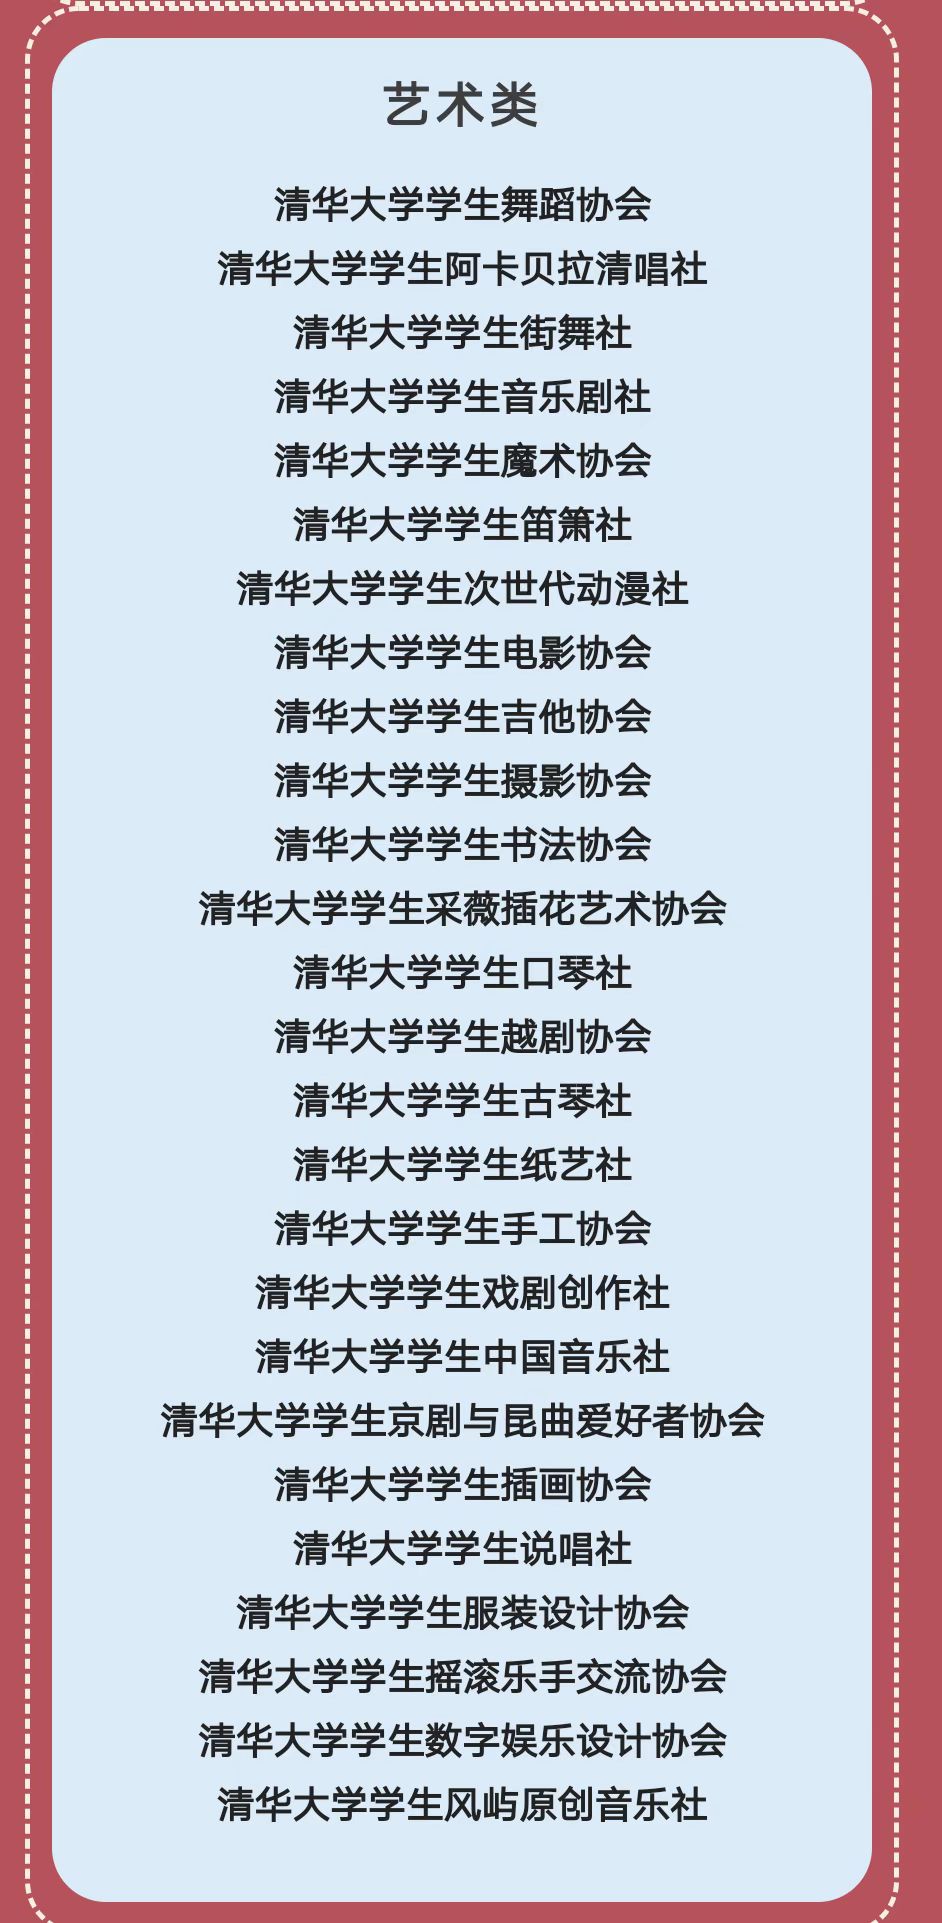 艺术类
清华大学学生舞蹈协会
清华大学学生阿卡贝拉清唱社
清华大学学生街舞社
清华大学学生音乐剧社
清华大学学生魔术协会
清华大学学生笛箫社
清华大学学生次世代动漫社
清华大学学生电影协会
清华大学学生吉他协会
清华大学学生摄影协会
清华大学学生书法协会
清华大学学生采薇插花艺术协会
清华大学学生口琴社
清华大学学生越剧协会
清华大学学生古琴社
清华大学学生纸艺社
清华大学学生手工协会
清华大学学生戏剧创作社
清华大学学生中国音乐社
清华大学学生京剧与昆曲爱好者协会
清华大学学生插画协会
清华大学学生说唱社
清华大学学生服装设计协会
清华大学学生摇滚乐手交流协会
清华大学学生数字娱乐设计协会
清华大学学生风屿原创音乐社